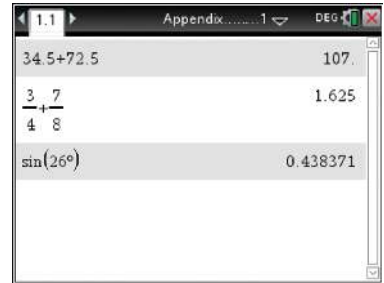 1.1 Appendix........1 DEG
34.5+72.5 107.
3/4+7/8 1.625
sin(26°) 0.438371